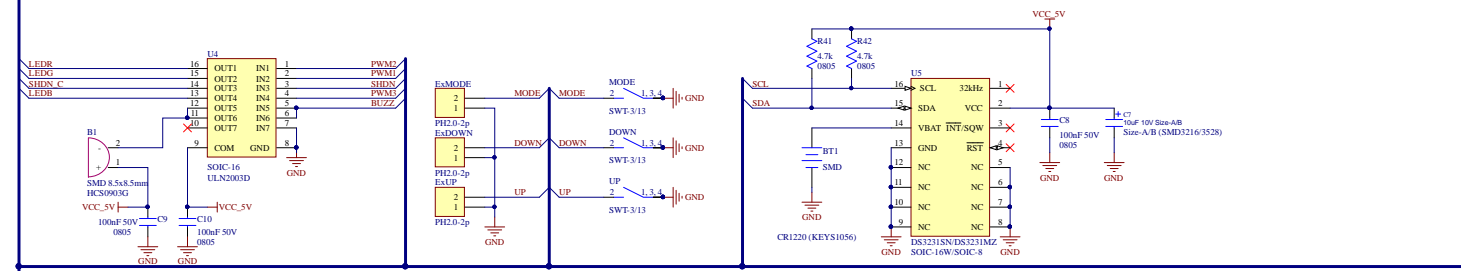 U4
LEDR 16 OUT1 IN1 1 PWM2
LEDG 15 OUT2 IN2 2 PWM1
SHDN_C 14 OUT3 IN3 3 SHDN
LEDB 13 OUT4 IN4 4 PWM3
12 OUT5 IN5 5 BUZZ
11 OUT6 IN6 6
10 OUT7 IN7 7
9 COM GND 8
SOIC-16
ULN2003D
GND
B1
- 2
+ 1
SMD 8.5x8.5mm
HCS0903G
VCC_5V
C9
100nF 50V
0805
GND
VCC_5V
C10
100nF 50V
0805
GND
ExMODE
2
1
PH2.0-2p
ExDOWN
2
1
PH2.0-2p
ExUP
2
1
PH2.0-2p
GND
MODE MODE
DOWN DOWN
UP UP
MODE
2 1, 3, 4 GND
SWT-3/13
DOWN
2 1, 3, 4 GND
SWT-3/13
UP
2 1, 3, 4 GND
SWT-3/13
VCC_5V
R41
4.7k
0805
R42
4.7k
0805
U5
SCL 16 SCL 32kHz 1
SDA 15 SDA VCC 2
14 VBAT INT/SQW 3
13 GND RST 4
12 NC NC 5
11 NC NC 6
10 NC NC 7
9 NC NC 8
GND
GND
DS3231SN/DS3231MZ
SOIC-16W/SOIC-8
BT1
SMD
GND
CR1220 (KEYS1056)
C8
100nF 50V
0805
GND
+ C7
10uF 10V Size-A/B
Size-A/B (SMD3216/3528)
GND